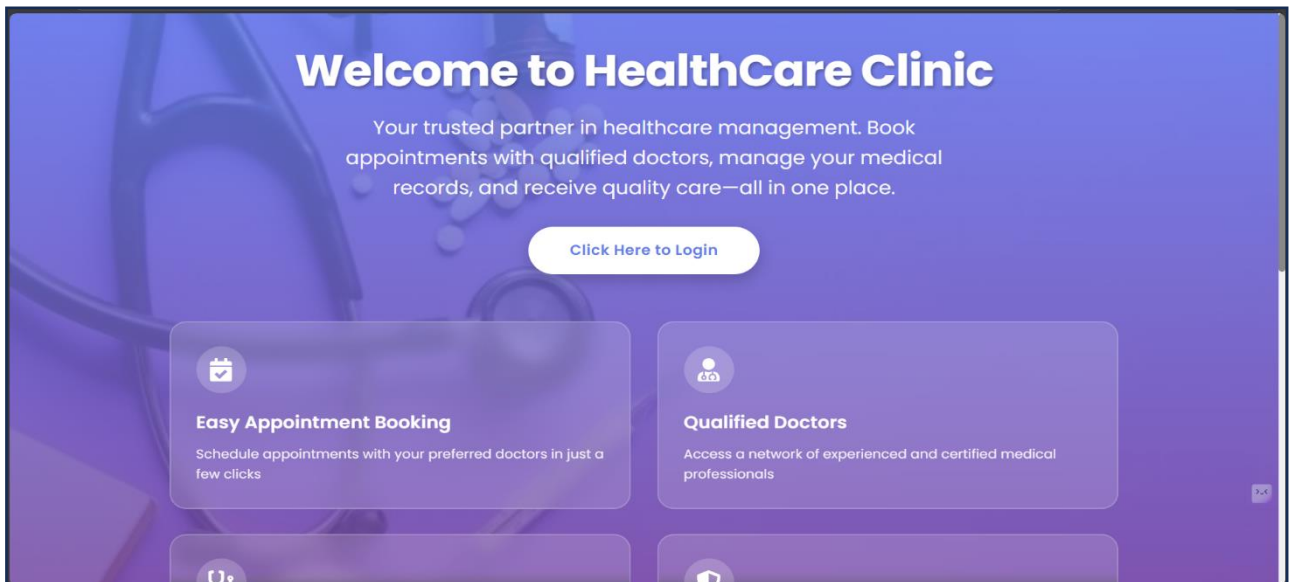 Welcome to HealthCare Clinic
Your trusted partner in healthcare management. Book
appointments with qualified doctors, manage your medical
records, and receive quality care—all in one place.
Click Here to Login
Easy Appointment Booking
Schedule appointments with your preferred doctors in just a
few clicks
Qualified Doctors
Access a network of experienced and certified medical
professionals